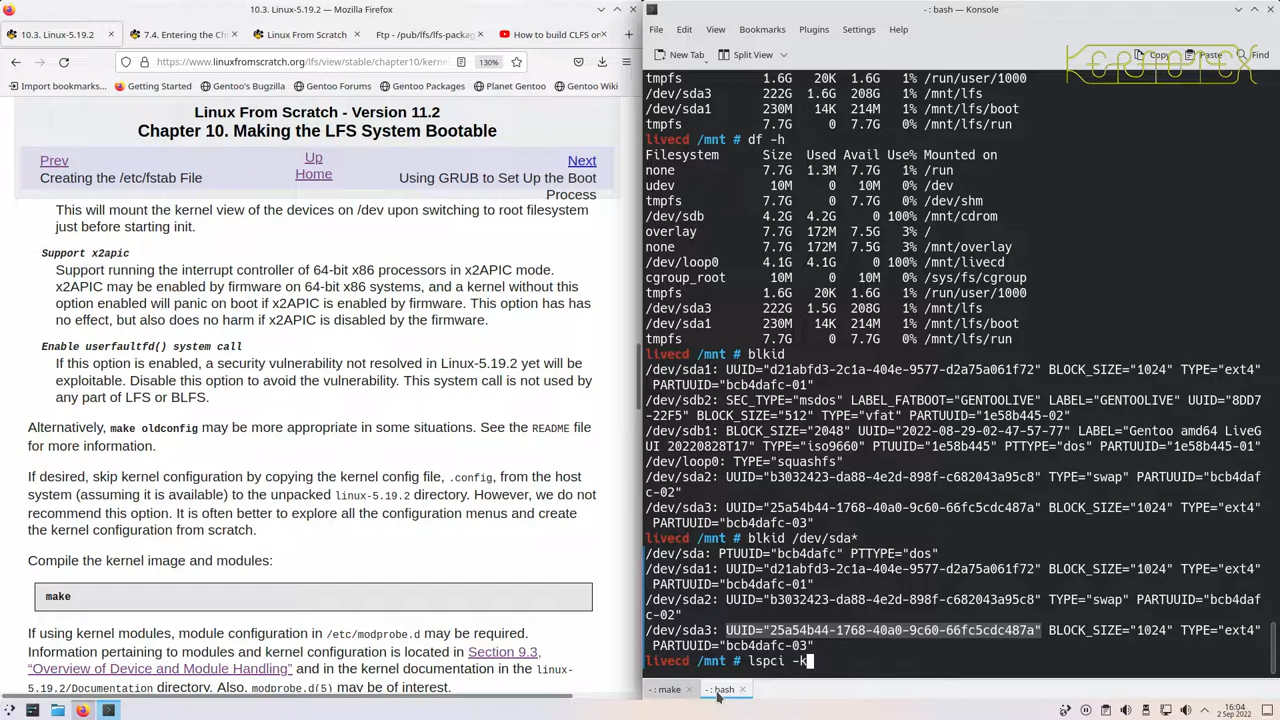 10.3. Linux-5.19.2 — Mozilla Firefox
10.3. Linux-5.19.2
7.4. Entering the Ch
Linux From Scratch
Ftp - /pub/lfs/lfs-packag
How to build CLFS on
https://www.linuxfromscratch.org/lfs/view/stable/chapter10/kerne
130%
Import bookmarks...
Getting Started
Gentoo's Bugzilla
Gentoo Forums
Gentoo Packages
Planet Gentoo
Gentoo Wiki
Linux From Scratch - Version 11.2
Chapter 10. Making the LFS System Bootable
Prev
Up
Next
Creating the /etc/fstab File
Home
Using GRUB to Set Up the Boot
Process
This will mount the kernel view of the devices on /dev upon switching to root filesystem
just before starting init.
Support x2apic
Support running the interrupt controller of 64-bit x86 processors in x2APIC mode.
x2APIC may be enabled by firmware on 64-bit x86 systems, and a kernel without this
option enabled will panic on boot if x2APIC is enabled by firmware. This option has has
no effect, but also does no harm if x2APIC is disabled by the firmware.
Enable userfaultfd() system call
If this option is enabled, a security vulnerability not resolved in Linux-5.19.2 yet will be
exploitable. Disable this option to avoid the vulnerability. This system call is not used by
any part of LFS or BLFS.
Alternatively, make oldconfig may be more appropriate in some situations. See the README file
for more information.
If desired, skip kernel configuration by copying the kernel config file, .config, from the host
system (assuming it is available) to the unpacked linux-5.19.2 directory. However, we do not
recommend this option. It is often better to explore all the configuration menus and create
the kernel configuration from scratch.
Compile the kernel image and modules:
make
If using kernel modules, module configuration in /etc/modprobe.d may be required.
Information pertaining to modules and kernel configuration is located in Section 9.3,
“Overview of Device and Module Handling” and in the kernel documentation in the linux-
5.19.2/Documentation directory. Also, modprobe.d(5) may be of interest.
- : bash — Konsole
File Edit View Bookmarks Plugins Settings Help
New Tab
Split View
Copy
Paste
Find
tmpfs 1.6G 20K 1.6G 1% /run/user/1000
/dev/sda3 222G 1.6G 208G 1% /mnt/lfs
/dev/sda1 230M 14K 214M 1% /mnt/lfs/boot
tmpfs 7.7G 0 7.7G 0% /mnt/lfs/run
livecd /mnt # df -h
Filesystem Size Used Avail Use% Mounted on
none 7.7G 1.3M 7.7G 1% /run
udev 10M 0 10M 0% /dev
tmpfs 7.7G 0 7.7G 0% /dev/shm
/dev/sdb 4.2G 4.2G 0 100% /mnt/cdrom
overlay 7.7G 172M 7.5G 3% /
none 7.7G 172M 7.5G 3% /mnt/overlay
/dev/loop0 4.1G 4.1G 0 100% /mnt/livecd
cgroup_root 10M 0 10M 0% /sys/fs/cgroup
tmpfs 1.6G 20K 1.6G 1% /run/user/1000
/dev/sda3 222G 1.5G 208G 1% /mnt/lfs
/dev/sda1 230M 14K 214M 1% /mnt/lfs/boot
tmpfs 7.7G 0 7.7G 0% /mnt/lfs/run
livecd /mnt # blkid
/dev/sda1: UUID="d21abfd3-2c1a-404e-9577-d2a75a061f72" BLOCK_SIZE="1024" TYPE="ext4"
PARTUUID="bcb4dafc-01"
/dev/sdb2: SEC_TYPE="msdos" LABEL_FATBOOT="GENTOOLIVE" LABEL="GENTOOLIVE" UUID="8DD7
-22F5" BLOCK_SIZE="512" TYPE="vfat" PARTUUID="1e58b445-02"
/dev/sdb1: BLOCK_SIZE="2048" UUID="2022-08-29-02-47-57-77" LABEL="Gentoo amd64 LiveG
UI 20220828T17" TYPE="iso9660" PTUUID="1e58b445" PTTYPE="dos" PARTUUID="1e58b445-01"
/dev/loop0: TYPE="squashfs"
/dev/sda2: UUID="b3032423-da88-4e2d-898f-c682043a95c8" TYPE="swap" PARTUUID="bcb4daf
c-02"
/dev/sda3: UUID="25a54b44-1768-40a0-9c60-66fc5cdc487a" BLOCK_SIZE="1024" TYPE="ext4"
PARTUUID="bcb4dafc-03"
livecd /mnt # blkid /dev/sda*
/dev/sda: PTUUID="bcb4dafc" PTTYPE="dos"
/dev/sda1: UUID="d21abfd3-2c1a-404e-9577-d2a75a061f72" BLOCK_SIZE="1024" TYPE="ext4"
PARTUUID="bcb4dafc-01"
/dev/sda2: UUID="b3032423-da88-4e2d-898f-c682043a95c8" TYPE="swap" PARTUUID="bcb4daf
c-02"
/dev/sda3: UUID="25a54b44-1768-40a0-9c60-66fc5cdc487a" BLOCK_SIZE="1024" TYPE="ext4"
PARTUUID="bcb4dafc-03"
livecd /mnt # lspci -k
- : make
- : bash
16:04
2 Sep 2022